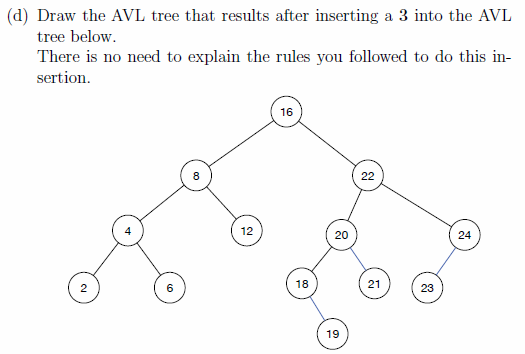 (d) Draw the AVL tree that results after inserting a 3 into the AVL
tree below.
There is no need to explain the rules you followed to do this in-
sertion.
16
8 22
4 12 20 24
2 6 18 21 23
19